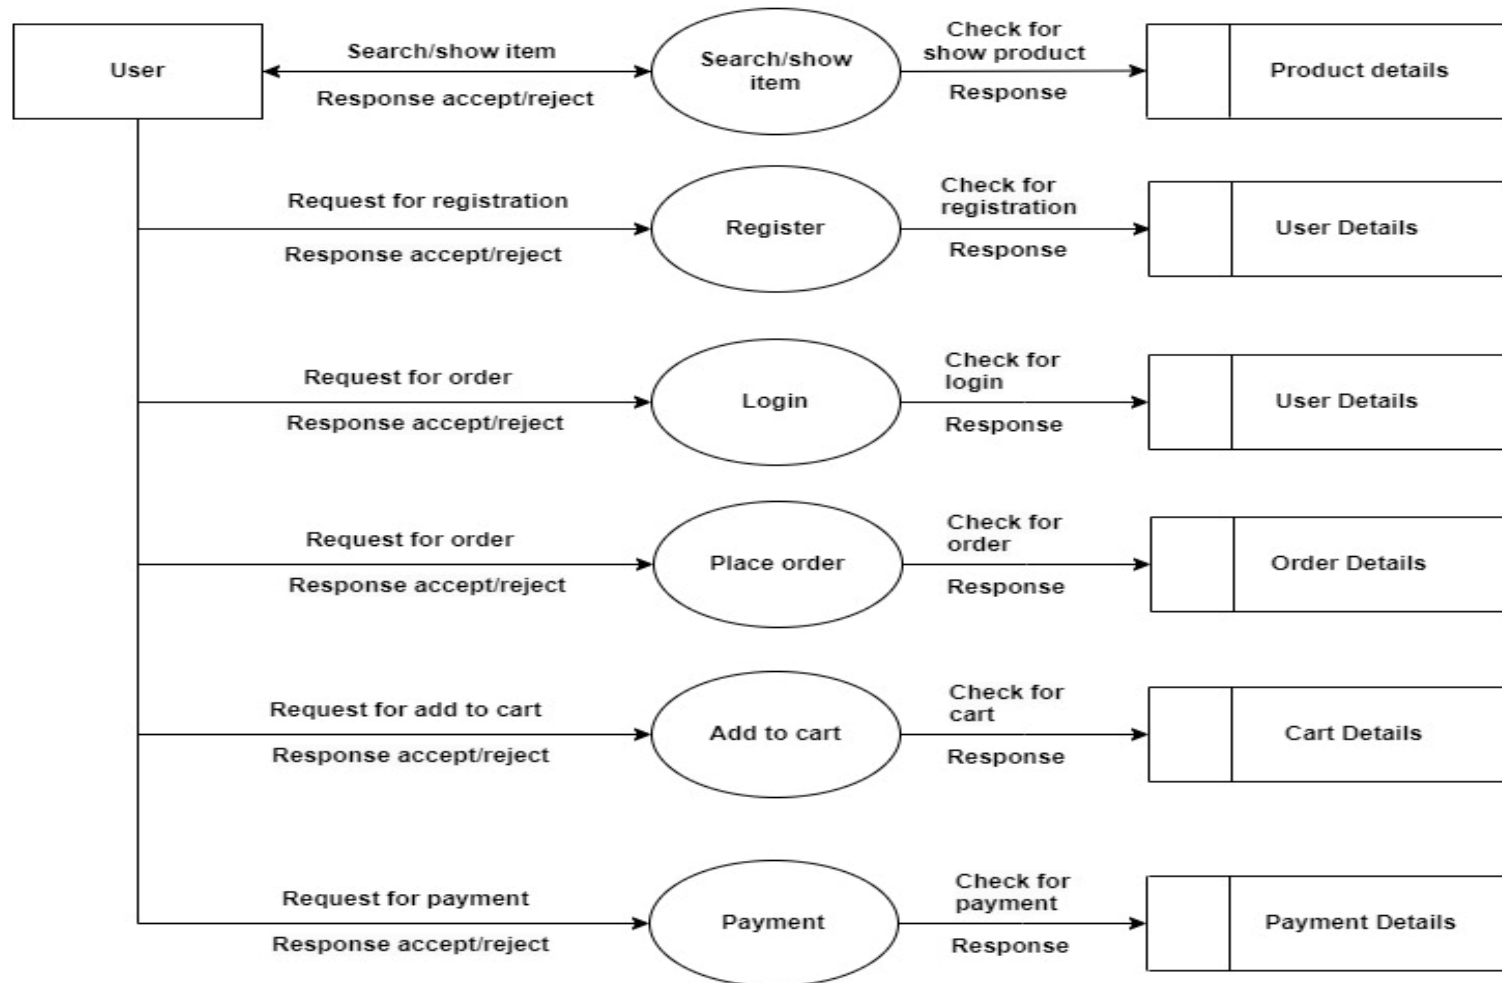 User
Search/show item
Response accept/reject
Search/show
item
Check for
show product
Response
Product details
Request for registration
Response accept/reject
Register
Check for
registration
Response
User Details
Request for order
Response accept/reject
Login
Check for
login
Response
User Details
Request for order
Response accept/reject
Place order
Check for
order
Response
Order Details
Request for add to cart
Response accept/reject
Add to cart
Check for
cart
Response
Cart Details
Request for payment
Response accept/reject
Payment
Check for
payment
Response
Payment Details